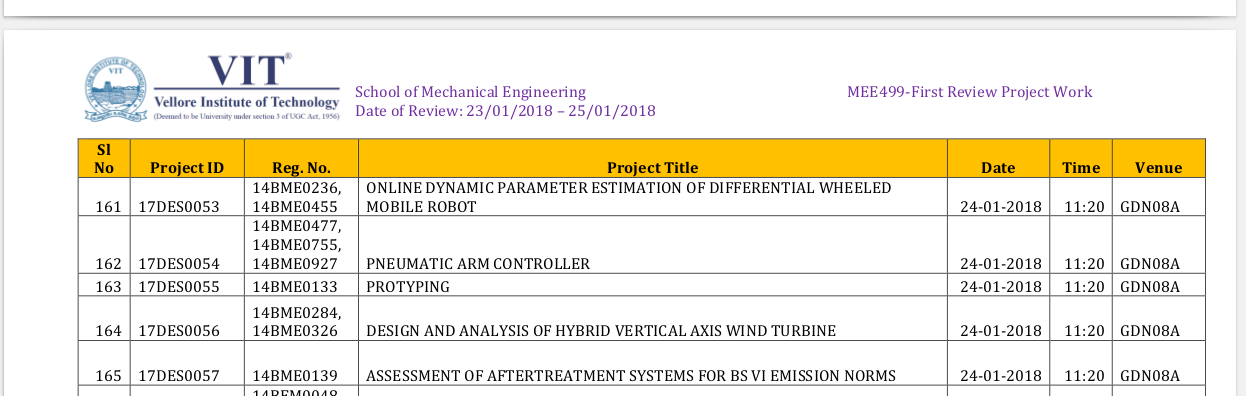 VIT®
VIT
Vellore Institute of Technology
(Deemed to be University under section 3 of UGC Act, 1956)
School of Mechanical Engineering
Date of Review: 23/01/2018 – 25/01/2018
MEE499-First Review Project Work
Sl No Project ID Reg. No. Project Title Date Time Venue
161 17DES0053 14BME0236, 14BME0455 ONLINE DYNAMIC PARAMETER ESTIMATION OF DIFFERENTIAL WHEELED MOBILE ROBOT 24-01-2018 11:20 GDN08A
162 17DES0054 14BME0477, 14BME0755, 14BME0927 PNEUMATIC ARM CONTROLLER 24-01-2018 11:20 GDN08A
163 17DES0055 14BME0133 PROTYPING 24-01-2018 11:20 GDN08A
164 17DES0056 14BME0284, 14BME0326 DESIGN AND ANALYSIS OF HYBRID VERTICAL AXIS WIND TURBINE 24-01-2018 11:20 GDN08A
165 17DES0057 14BME0139 ASSESSMENT OF AFTERTREATMENT SYSTEMS FOR BS VI EMISSION NORMS 24-01-2018 11:20 GDN08A